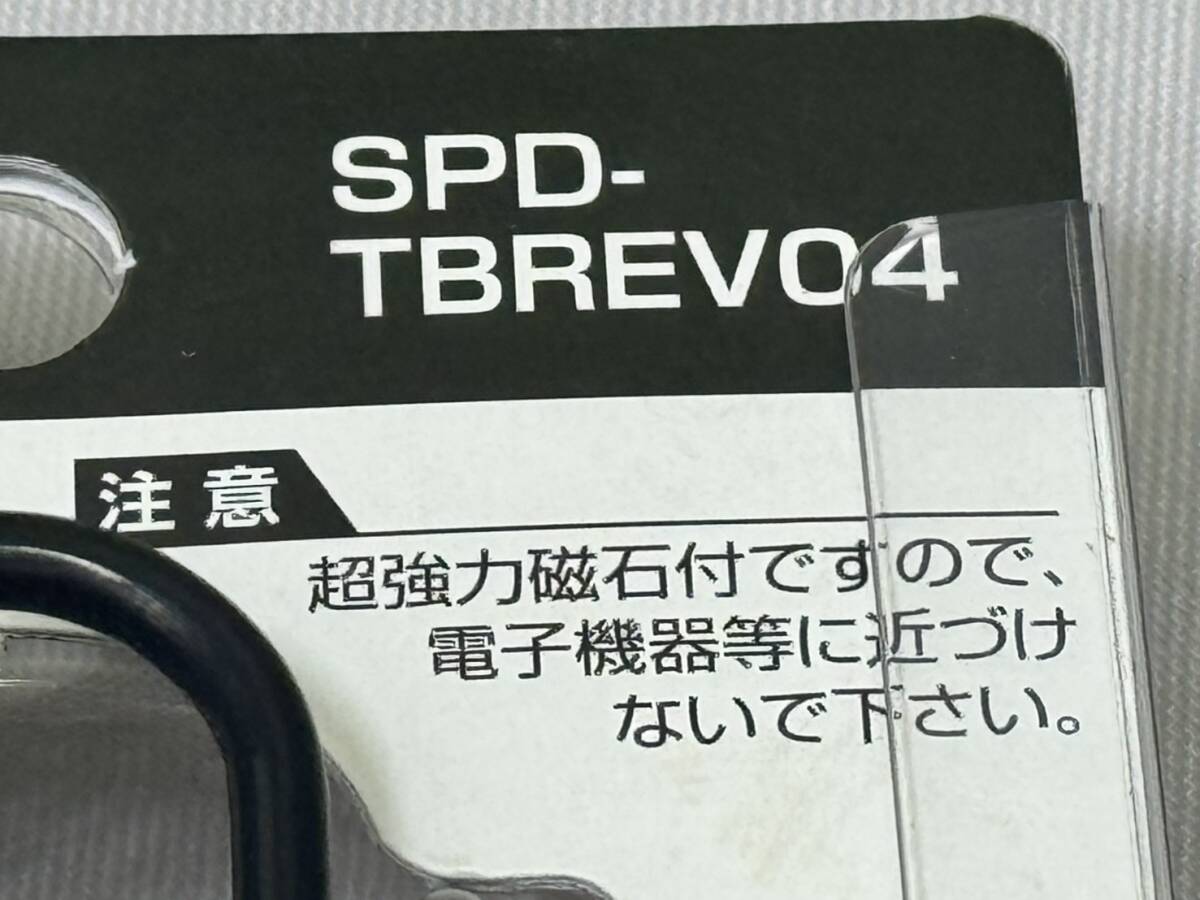 SPD-
TBREVO4
注意
超強力磁石付ですので、
電子機器等に近づけ
ないで下さい。